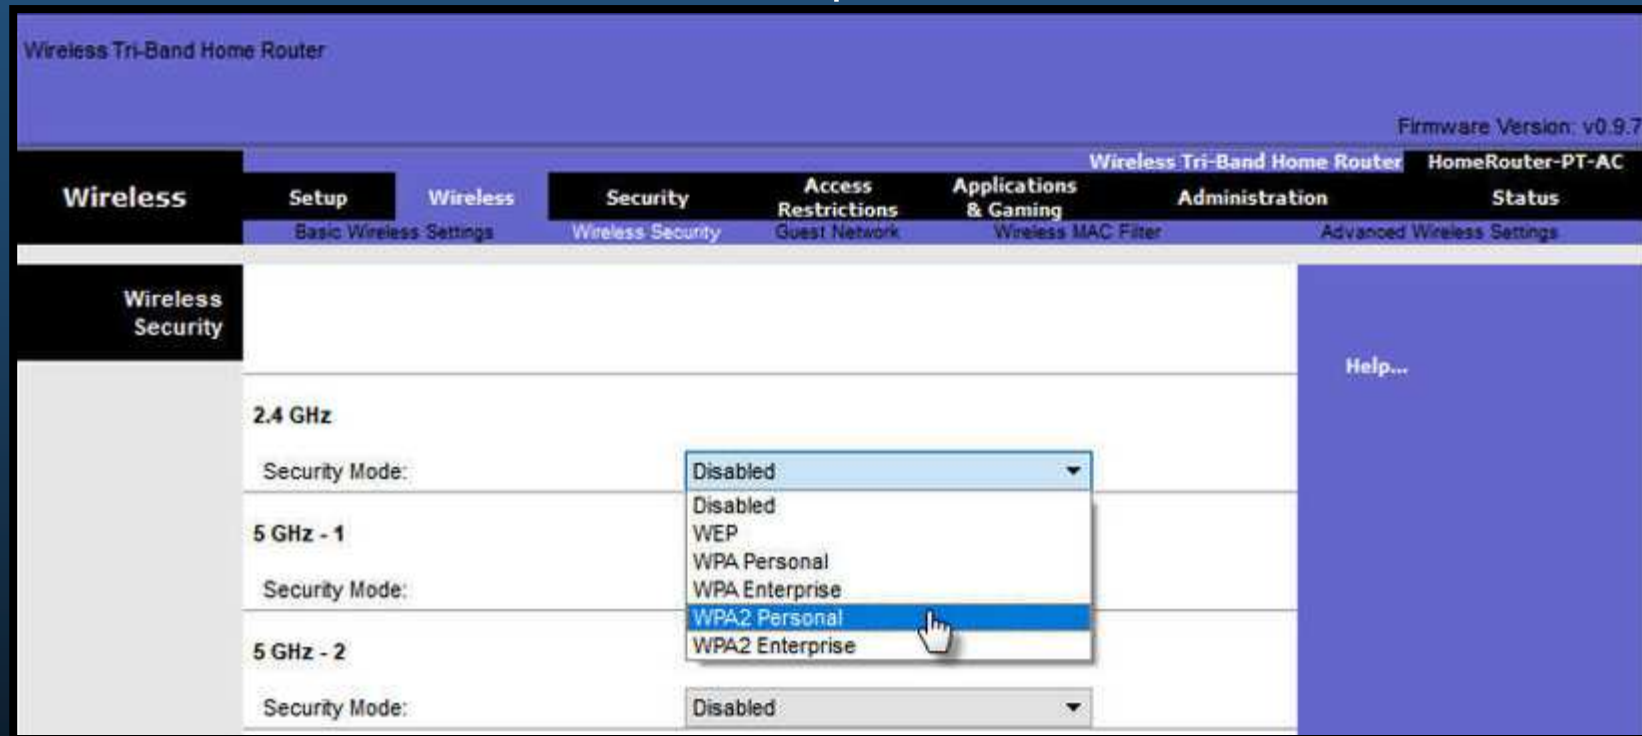 Wireless Tri-Band Home Router
Firmware Version: v0.9.7
Wireless Tri-Band Home Router HomeRouter-PT-AC
Wireless
Setup Wireless Security Access Restrictions Applications & Gaming Administration Status
Basic Wireless Settings Wireless Security Guest Network Wireless MAC Filter Advanced Wireless Settings
Wireless
Security
Help...
2.4 GHz
Security Mode: Disabled
Disabled
WEP
WPA Personal
WPA Enterprise
WPA2 Personal
WPA2 Enterprise
5 GHz - 1
Security Mode:
5 GHz - 2
Security Mode: Disabled